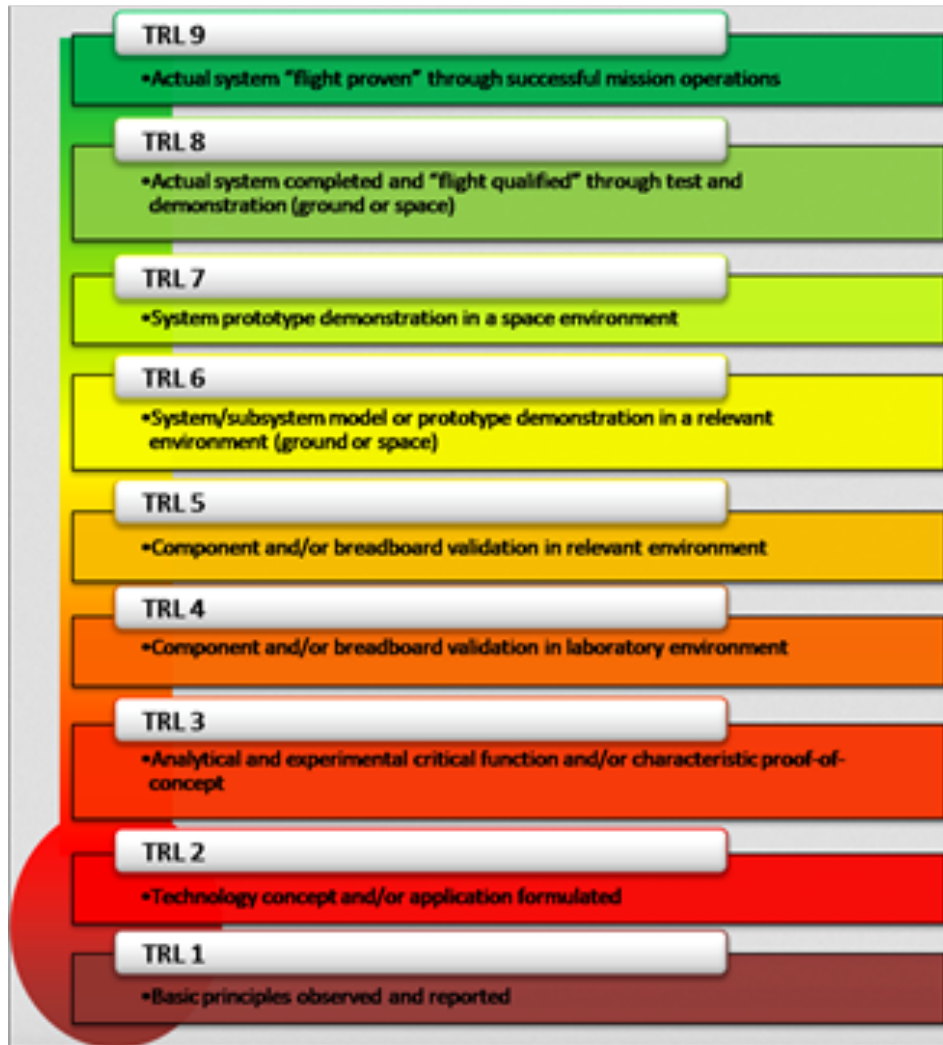 TRL 9
•Actual system “flight proven” through successful mission operations
TRL 8
•Actual system completed and “flight qualified” through test and
demonstration (ground or space)
TRL 7
•System prototype demonstration in a space environment
TRL 6
•System/subsystem model or prototype demonstration in a relevant
environment (ground or space)
TRL 5
•Component and/or breadboard validation in relevant environment
TRL 4
•Component and/or breadboard validation in laboratory environment
TRL 3
•Analytical and experimental critical function and/or characteristic proof-of-
concept
TRL 2
•Technology concept and/or application formulated
TRL 1
•Basic principles observed and reported